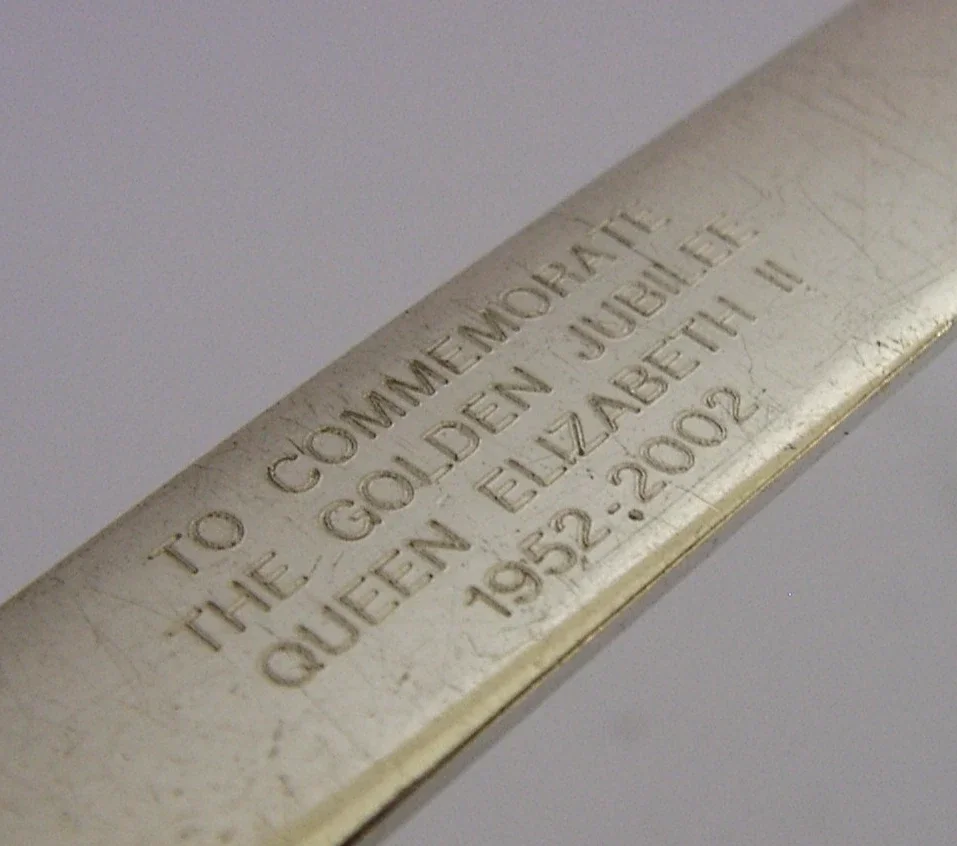 TO COMMEMORATE
THE GOLDEN JUBILEE
QUEEN ELIZABETH II
1952-2002